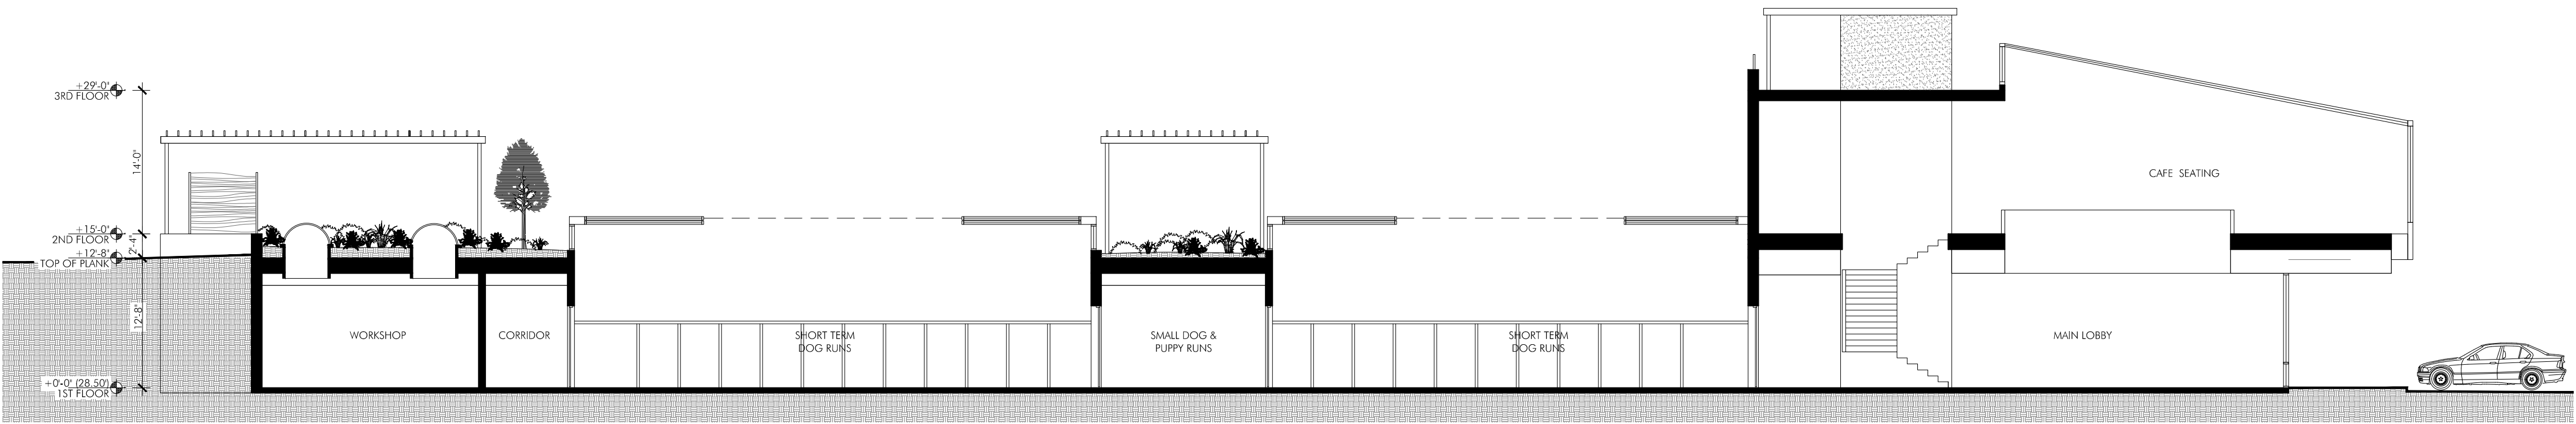 +29'-0"
3RD FLOOR
14'-0"
CAFE SEATING
+15'-0"
2ND FLOOR
2'-4"
+12'-8"
TOP OF PLANK
12'-8"
WORKSHOP
CORRIDOR
SHORT TERM
DOG RUNS
SMALL DOG &
PUPPY RUNS
SHORT TERM
DOG RUNS
MAIN LOBBY
+0'-0" (28.50')
1ST FLOOR